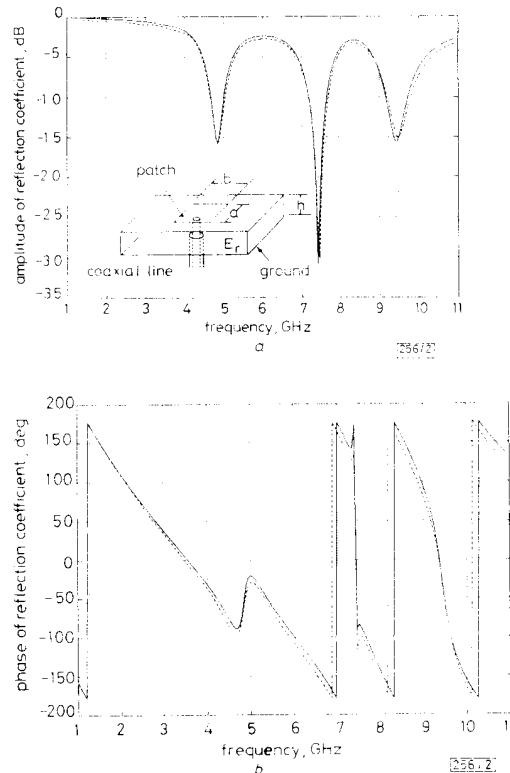 amplitude of reflection coefficient, dB
0
-5
-10
-15
-20
-25
-30
-35
patch
b
a
h
Er
coaxial line
ground
1 2 3 4 5 6 7 8 9 10 11
frequency, GHz
a
256/2
phase of reflection coefficient, deg
200
150
100
50
0
-50
-100
-150
-200
1 2 3 4 5 6 7 8 9 10 11
frequency, GHz
b
256/2